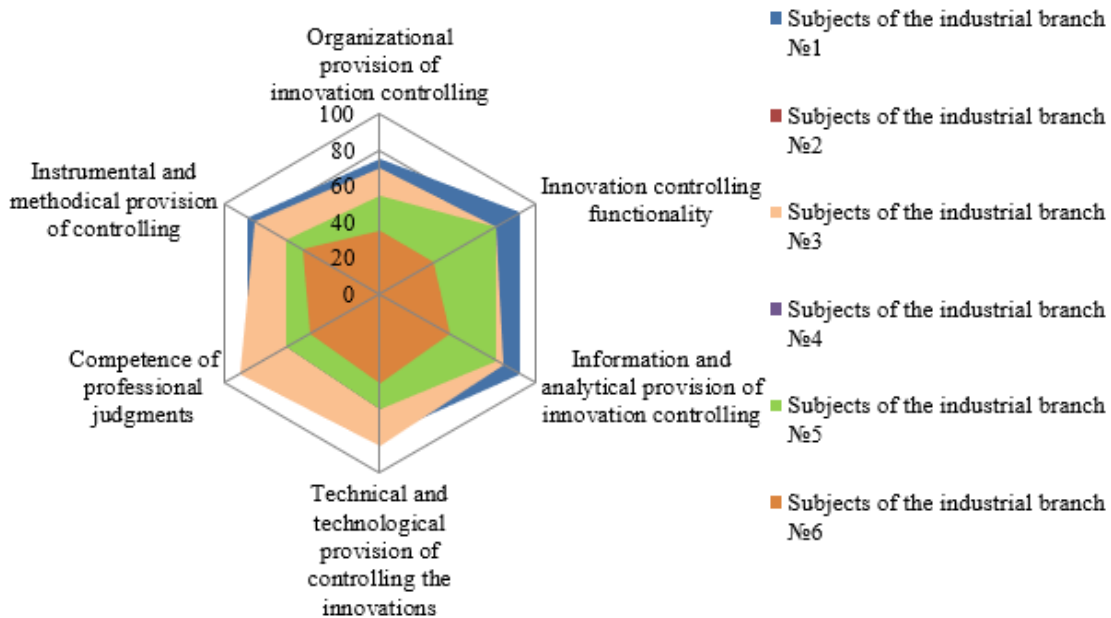 Organizational
provision of
innovation controlling
100
80
60
40
20
0
Innovation controlling
functionality
Information and
analytical provision of
innovation controlling
Technical and
technological
provision of
controlling the
innovations
Competence of
professional
judgments
Instrumental and
methodical provision
of controlling
Subjects of the industrial branch
№1
Subjects of the industrial branch
№2
Subjects of the industrial branch
№3
Subjects of the industrial branch
№4
Subjects of the industrial branch
№5
Subjects of the industrial branch
№6